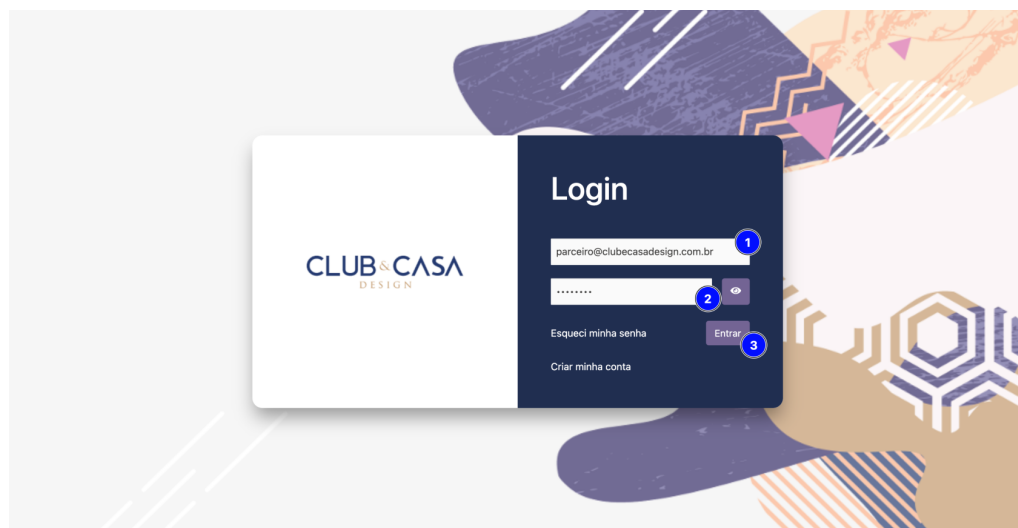 CLUB&CASA
DESIGN
Login
parceiro@clubecasadesign.com.br
1
••••••••
2
Esqueci minha senha
Entrar
3
Criar minha conta